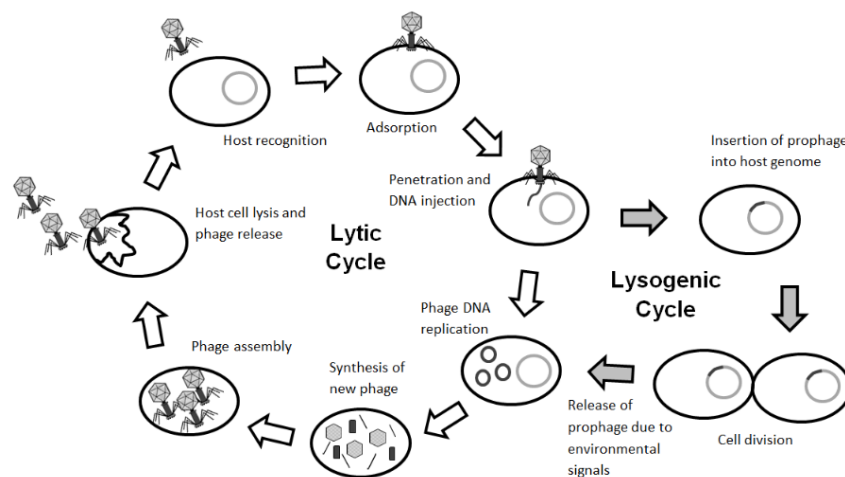 Host recognition
Adsorption
Penetration and
DNA injection
Insertion of prophage
into host genome
Host cell lysis and
phage release
Lytic
Cycle
Lysogenic
Cycle
Phage DNA
replication
Phage assembly
Synthesis of
new phage
Release of
prophage due to
environmental
signals
Cell division